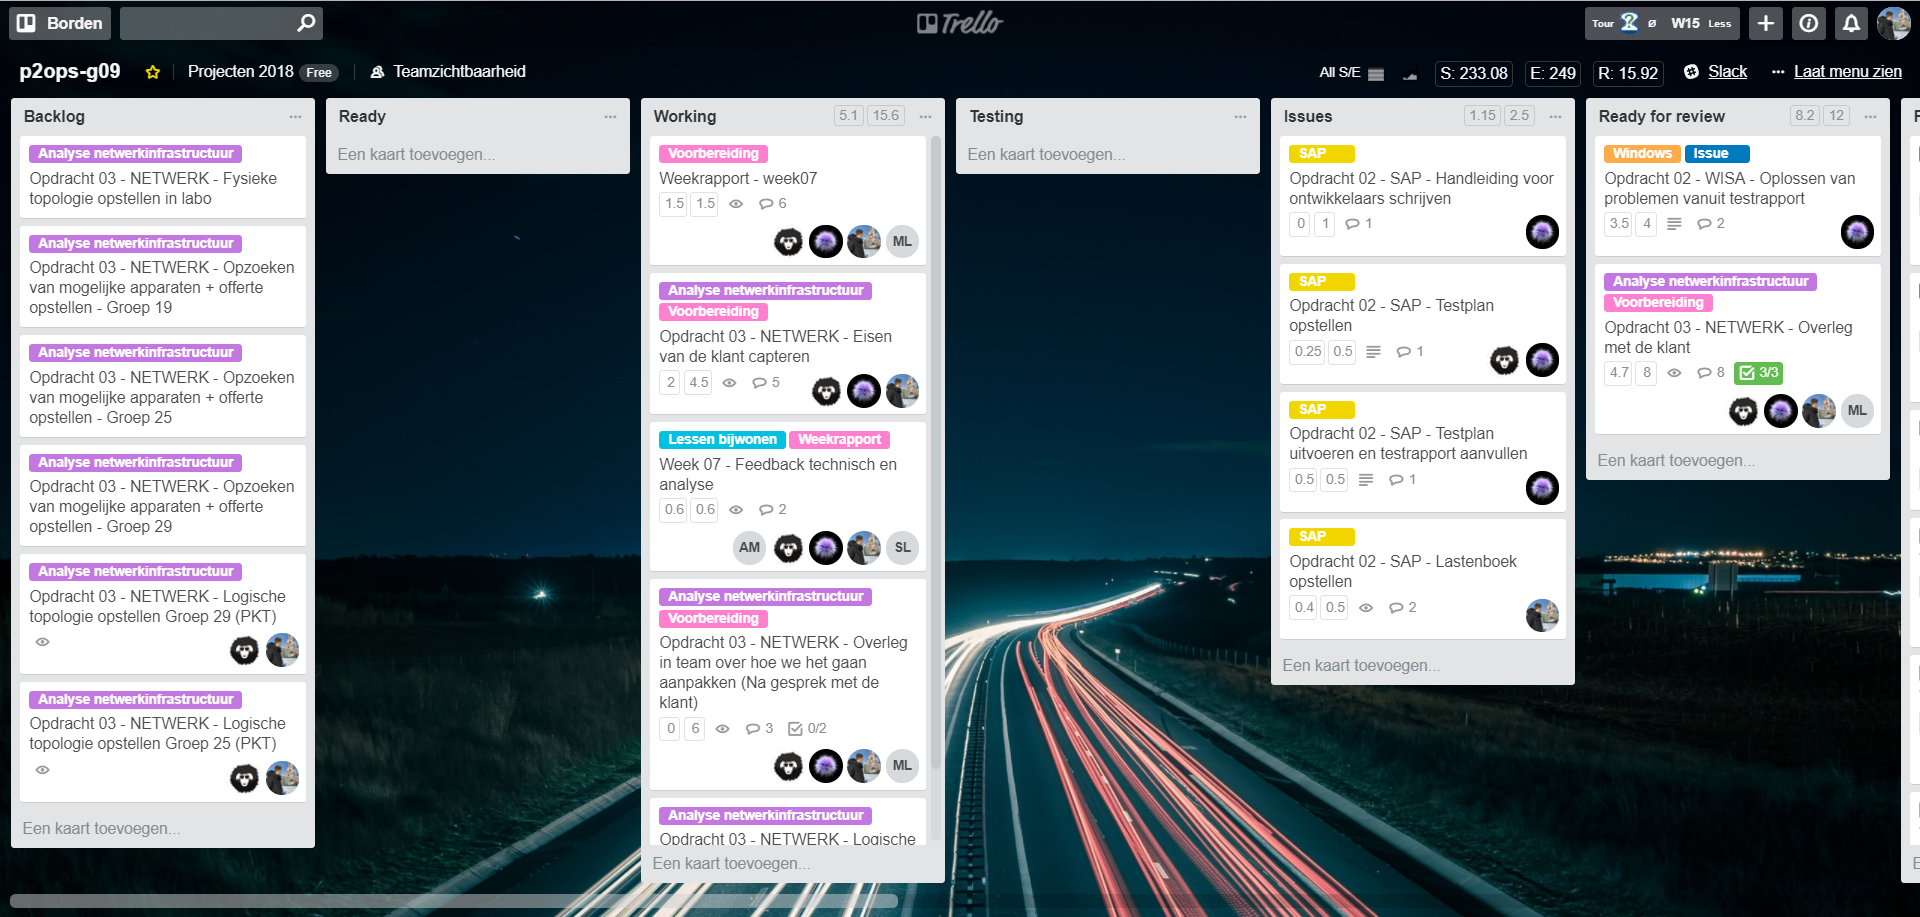 Borden
Trello
Tour
Ø
W15
Less
p2ops-g09
Projecten 2018
Free
Teamzichtbaarheid
All S/E
S: 233.08
E: 249
R: 15.92
Slack
Laat menu zien
Backlog
Analyse netwerkinfrastructuur
Opdracht 03 - NETWERK - Fysieke
topologie opstellen in labo
Analyse netwerkinfrastructuur
Opdracht 03 - NETWERK - Opzoeken
van mogelijke apparaten + offerte
opstellen - Groep 19
Analyse netwerkinfrastructuur
Opdracht 03 - NETWERK - Opzoeken
van mogelijke apparaten + offerte
opstellen - Groep 25
Analyse netwerkinfrastructuur
Opdracht 03 - NETWERK - Opzoeken
van mogelijke apparaten + offerte
opstellen - Groep 29
Analyse netwerkinfrastructuur
Opdracht 03 - NETWERK - Logische
topologie opstellen Groep 29 (PKT)
Analyse netwerkinfrastructuur
Opdracht 03 - NETWERK - Logische
topologie opstellen Groep 25 (PKT)
Een kaart toevoegen...
Ready
Een kaart toevoegen...
Working 5.1 15.6
Voorbereiding
Weekrapport - week07
1.5 1.5 6
ML
Analyse netwerkinfrastructuur
Voorbereiding
Opdracht 03 - NETWERK - Eisen
van de klant capteren
2 4.5 5
Lessen bijwonen Weekrapport
Week 07 - Feedback technisch en
analyse
0.6 0.6 2
AM SL
Analyse netwerkinfrastructuur
Voorbereiding
Opdracht 03 - NETWERK - Overleg
in team over hoe we het gaan
aanpakken (Na gesprek met de
klant)
0 6 3 0/2
ML
Analyse netwerkinfrastructuur
Opdracht 03 - NETWERK - Logische
Een kaart toevoegen...
Testing
Een kaart toevoegen...
Issues 1.15 2.5
SAP
Opdracht 02 - SAP - Handleiding voor
ontwikkelaars schrijven
0 1 1
SAP
Opdracht 02 - SAP - Testplan
opstellen
0.25 0.5 1
SAP
Opdracht 02 - SAP - Testplan
uitvoeren en testrapport aanvullen
0.5 0.5 1
SAP
Opdracht 02 - SAP - Lastenboek
opstellen
0.4 0.5 2
Een kaart toevoegen...
Ready for review 8.2 12
Windows Issue
Opdracht 02 - WISA - Oplossen van
problemen vanuit testrapport
3.5 4 2
Analyse netwerkinfrastructuur
Voorbereiding
Opdracht 03 - NETWERK - Overleg
met de klant
4.7 8 8 3/3
ML
Een kaart toevoegen...